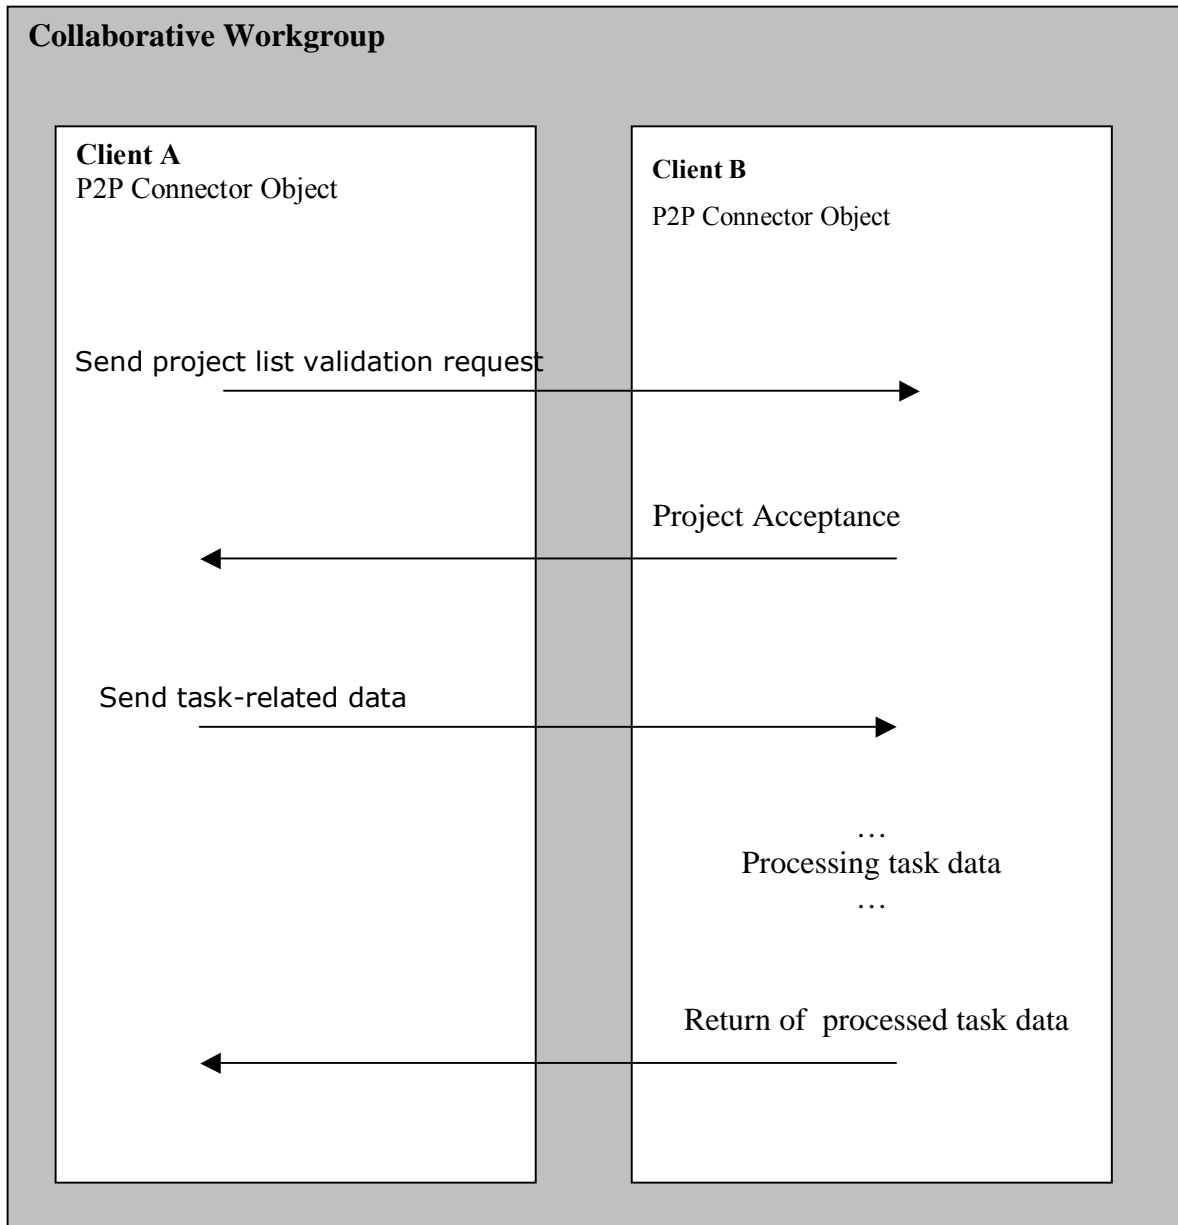 Collaborative Workgroup
Client A
P2P Connector Object
Client B
P2P Connector Object
Send project list validation request
Project Acceptance
Send task-related data
…
Processing task data
…
Return of  processed task data